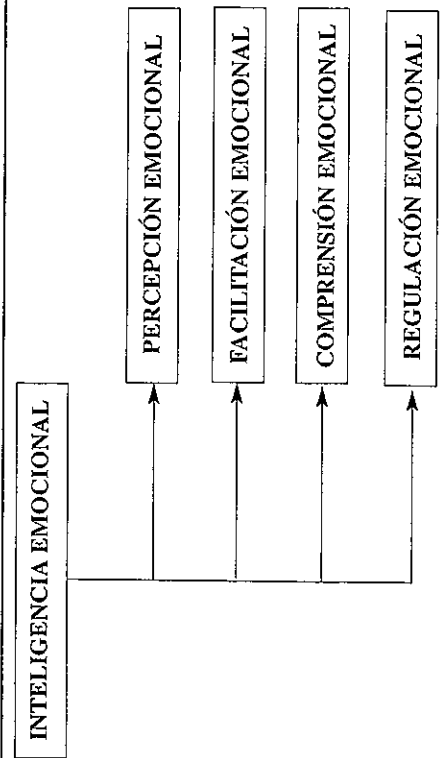 INTELIGENCIA EMOCIONAL
PERCEPCIÓN EMOCIONAL
FACILITACIÓN EMOCIONAL
COMPRENSIÓN EMOCIONAL
REGULACIÓN EMOCIONAL